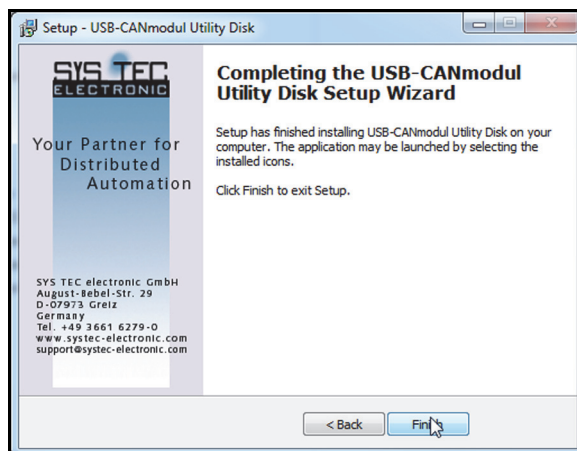 Setup - USB-CANmodul Utility Disk
SYS TEC
ELECTRONIC
Your Partner for
Distributed
Automation
SYS TEC electronic GmbH
August-Bebel-Str. 29
D-07973 Greiz
Germany
Tel. +49 3661 6279-0
www.systec-electronic.com
support@systec-electronic.com
Completing the USB-CANmodul
Utility Disk Setup Wizard
Setup has finished installing USB-CANmodul Utility Disk on your
computer. The application may be launched by selecting the
installed icons.
Click Finish to exit Setup.
< Back
Finish